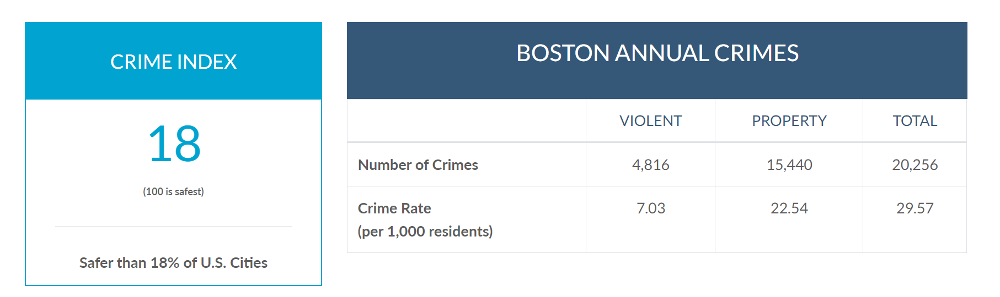 CRIME INDEX
18
(100 is safest)
Safer than 18% of U.S. Cities
BOSTON ANNUAL CRIMES
VIOLENT PROPERTY TOTAL
Number of Crimes 4,816 15,440 20,256
Crime Rate 7.03 22.54 29.57
(per 1,000 residents)